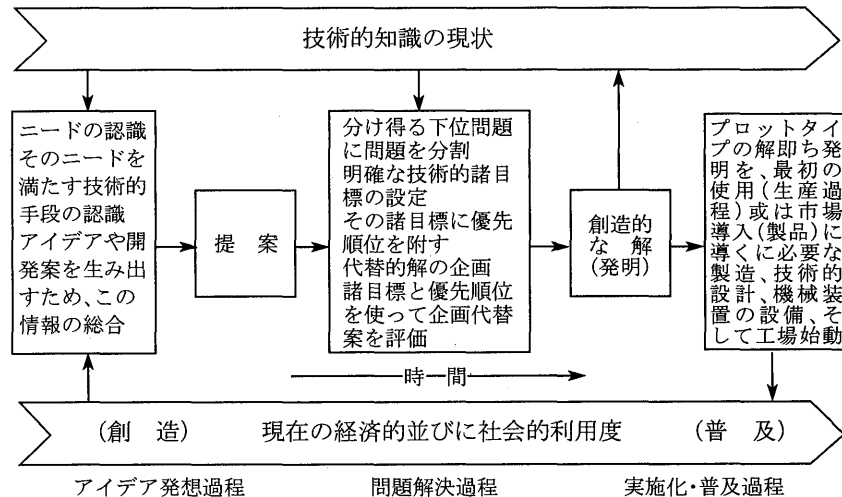 技術的知識の現状
ニードの認識
そのニードを
満たす技術的
手段の認識
アイデアや開
発案を生み出
すため、この
情報の総合
提案
分け得る下位問題
に問題を分割
明確な技術的諸目
標の設定
その諸目標に優先
順位を附す
代替的解の企画
諸目標と優先順位
を使って企画代替
案を評価
創造的
な解
(発明)
プロットタイ
プの解即ち発
明を、最初の
使用(生産過
程)或は市場
導入(製品)に
導くに必要な
製造、技術的
設計、機械装
置の設備、そ
して工場始動
時間
(創造) 現在の経済的並びに社会的利用度 (普及)
アイデア発想過程 問題解決過程 実施化・普及過程